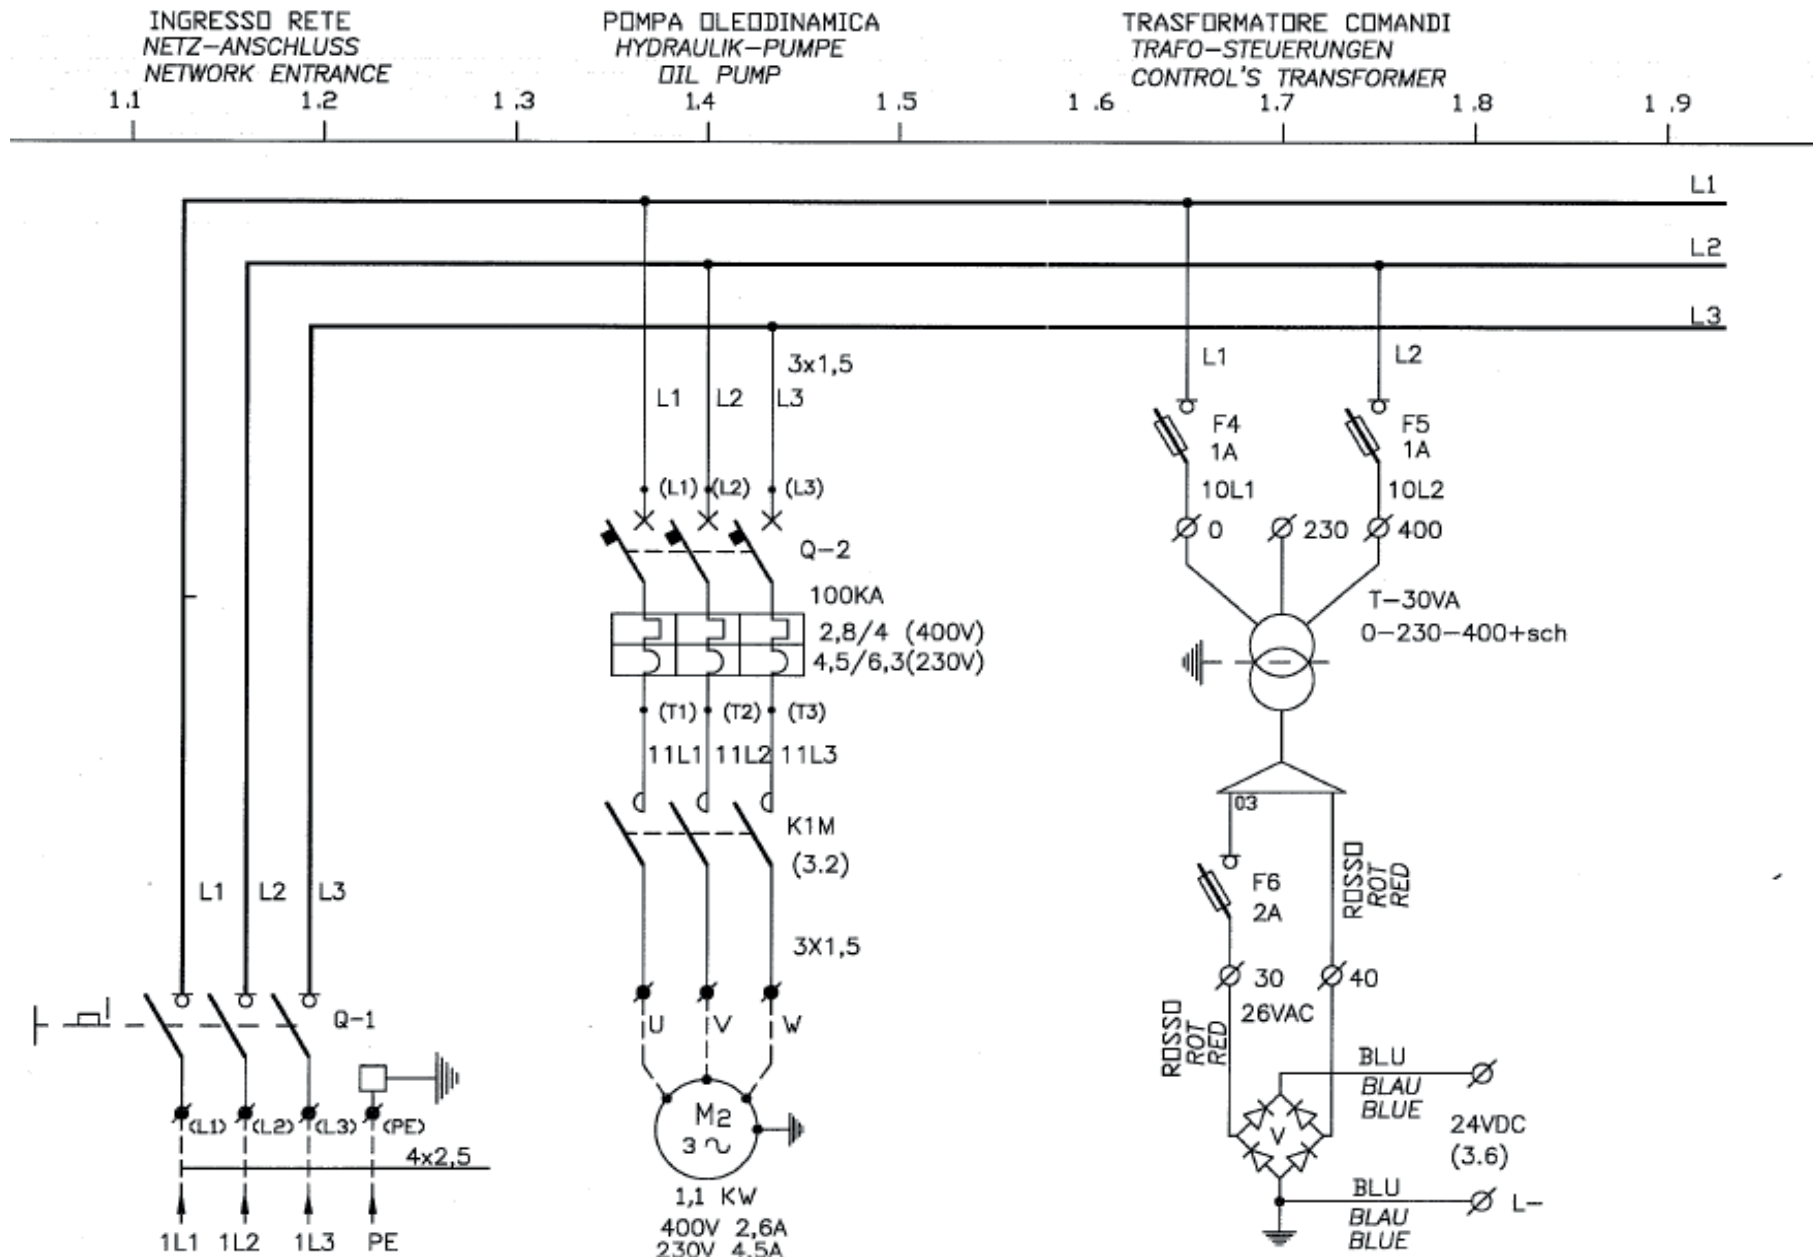 INGRESSO RETE
NETZ-ANSCHLUSS
NETWORK ENTRANCE
POMPA OLEODINAMICA
HYDRAULIK-PUMPE
OIL PUMP
TRASFORMATORE COMANDI
TRAFO-STEUERUNGEN
CONTROL'S TRANSFORMER
1.1 1.2 1.3 1.4 1.5 1.6 1.7 1.8 1.9
L1
L2
L3
3x1,5
L1 L2 L3
L1 L2
F4
1A
F5
1A
10L1 10L2
(L1) (L2) (L3)
0 230 400
Q-2
100KA
2,8/4 (400V)
4,5/6,3(230V)
T-30VA
0-230-400+sch
(T1) (T2) (T3)
11L1 11L2 11L3
K1M
(3.2)
3X1,5
03
F6
2A
ROSSO
ROT
RED
30 40
26VAC
ROSSO
ROT
RED
L1 L2 L3
Q-1
U V W
M2
3
1,1 KW
400V 2,6A
230V 4,5A
BLU
BLAU
BLUE
V
24VDC
(3.6)
BLU
BLAU
BLUE
L-
(L1) (L2) (L3) (PE)
4x2,5
1L1 1L2 1L3 PE